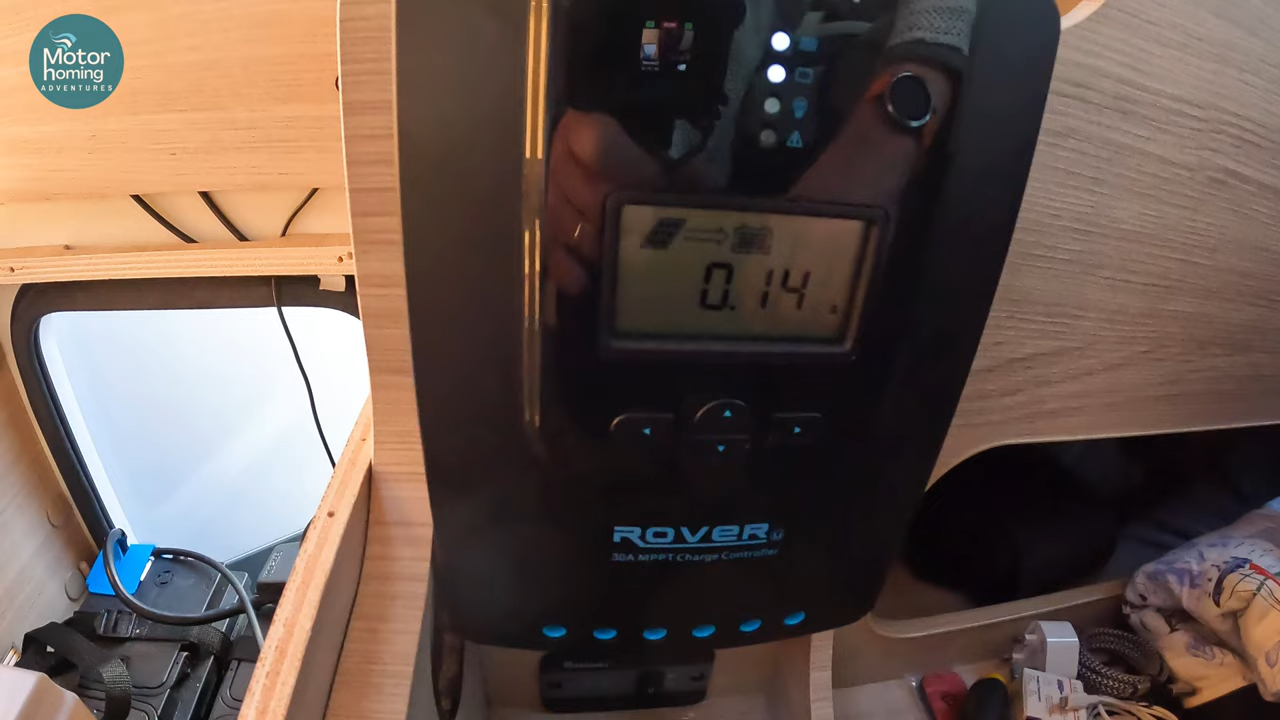 Motor
homing
ADVENTURES
0.14
ROVER
30A MPPT Charge Controller